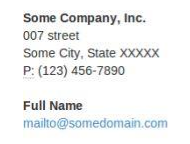 Some Company, Inc.
007 street
Some City, State XXXXX
P: (123) 456-7890
Full Name
mailto@somedomain.com